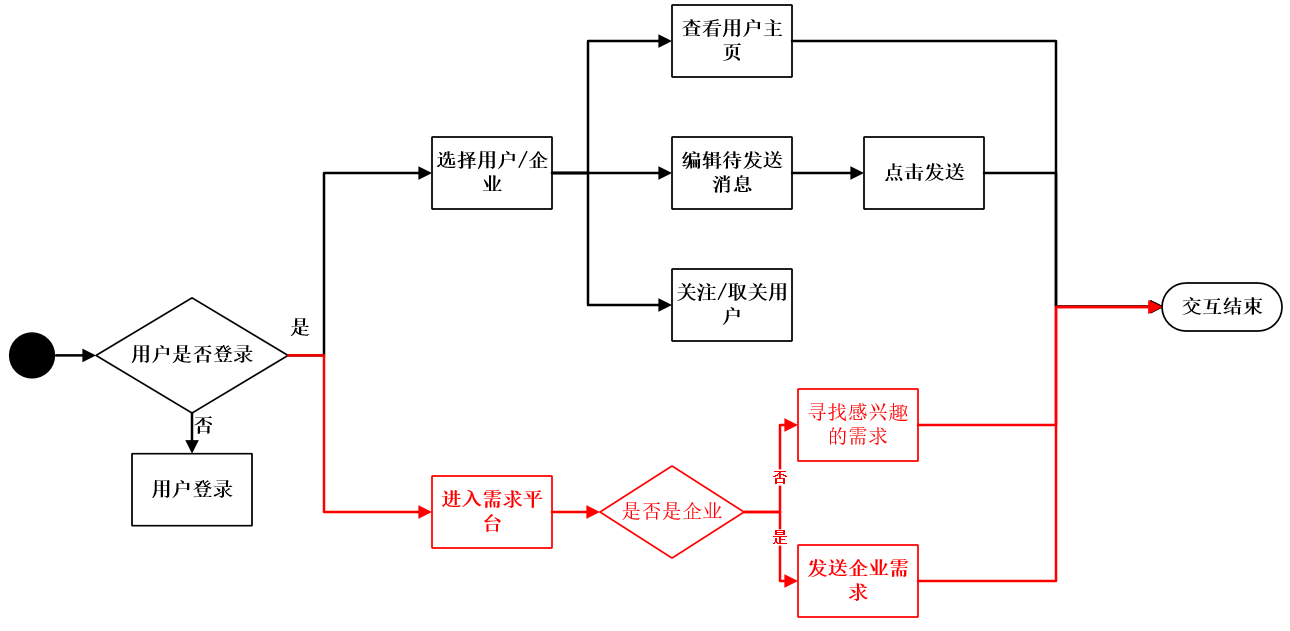 查看用户主
页
选择用户/企
业
编辑待发送
消息
点击发送
关注/取关用
户
交互结束
是
用户是否登录
否
用户登录
寻找感兴趣
的需求
否
进入需求平
台
是否是企业
是
发送企业需
求